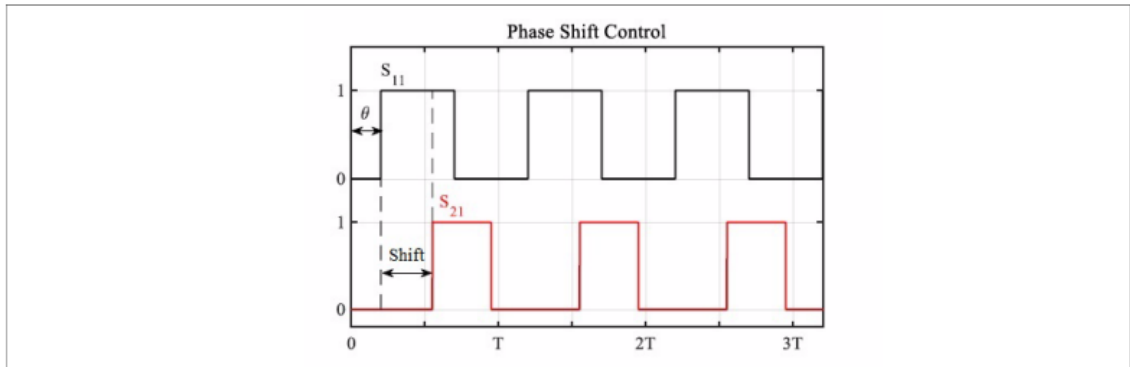 Phase Shift Control
S11
1
θ
0
S21
1
Shift
0
0 T 2T 3T